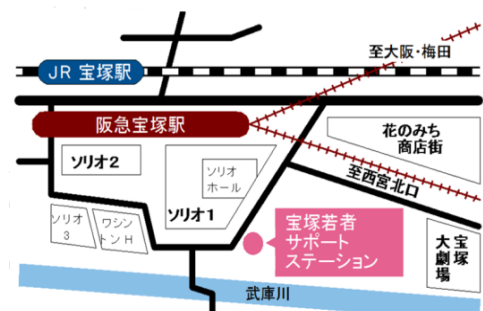 至大阪・梅田
JR 宝塚駅
阪急宝塚駅
花のみち
商店街
ソリオ2
ソリオ
ホール
至西宮北口
ソリオ1
ソリオ
3
ワシン
トンH
宝塚若者
サポート
ステーション
宝塚
大劇場
武庫川